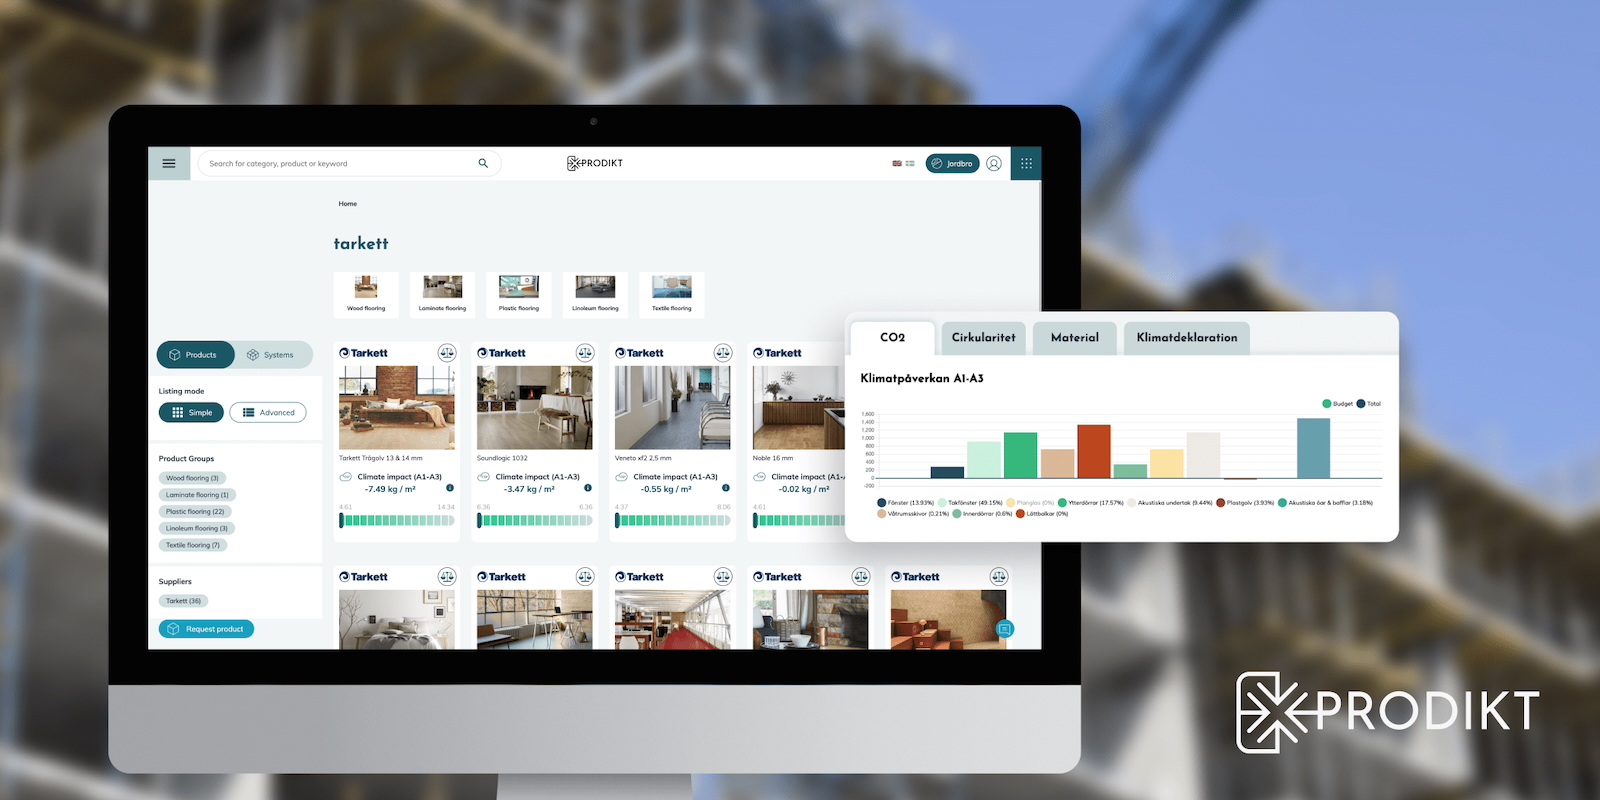 Search for category, product or keyword
PRODIKT
Jordbro
Home
tarkett
Wood flooring
Laminate flooring
Plastic flooring
Linoleum flooring
Textile flooring
Products
Systems
Listing mode
Simple
Advanced
Product Groups
Wood flooring (3)
Laminate flooring (1)
Plastic flooring (22)
Linoleum flooring (3)
Textile flooring (7)
Suppliers
Tarkett (36)
Request product
Tarkett
Tarkett Trägolv 13 & 14 mm
Climate impact (A1-A3)
-7.49 kg / m²
4.61 14.34
Tarkett
Soundlogic 1032
Climate impact (A1-A3)
-3.47 kg / m²
6.36 6.36
Tarkett
Veneto xf2 2,5 mm
Climate impact (A1-A3)
-0.55 kg / m²
4.37 8.06
Tarkett
Noble 16 mm
Climate impact (A1-A
-0.02 kg / m²
4.61
Tarkett
Tarkett
Tarkett
Tarkett
Tarkett
CO2
Cirkularitet
Material
Klimatdeklaration
Klimatpåverkan A1-A3
Budget Total
1,600
1,400
1,200
1,000
800
600
400
200
0
-200
Fönster (13.93%) Takfönster (49.15%) Planglas (0%) Ytterdörrar (17.57%) Akustiska undertak (9.44%) Plastgolv (3.93%) Akustiska öar & bafflar (3.18%)
Våtrumsskivor (0.21%) Innerdörrar (0.6%) Lättbalkar (0%)
PRODIKT